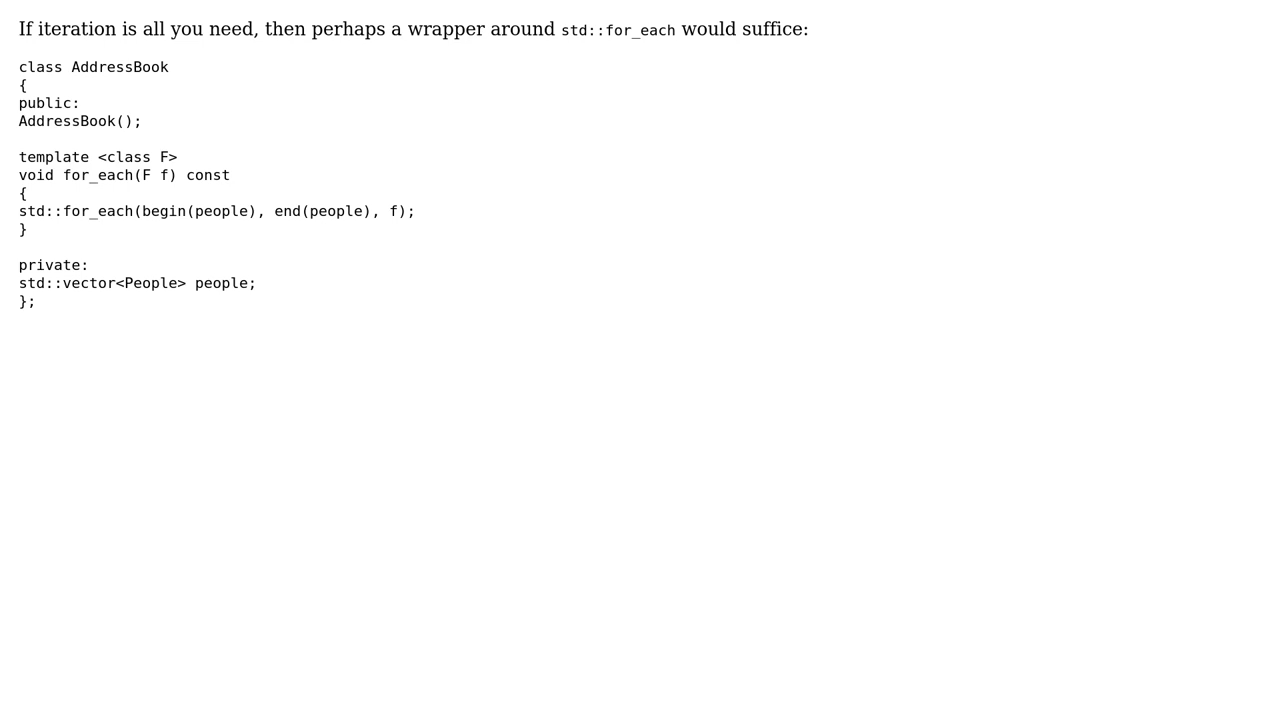 If iteration is all you need, then perhaps a wrapper around std::for_each would suffice:
class AddressBook
{
public:
AddressBook();
template <class F>
void for_each(F f) const
{
std::for_each(begin(people), end(people), f);
}
private:
std::vector<People> people;
};